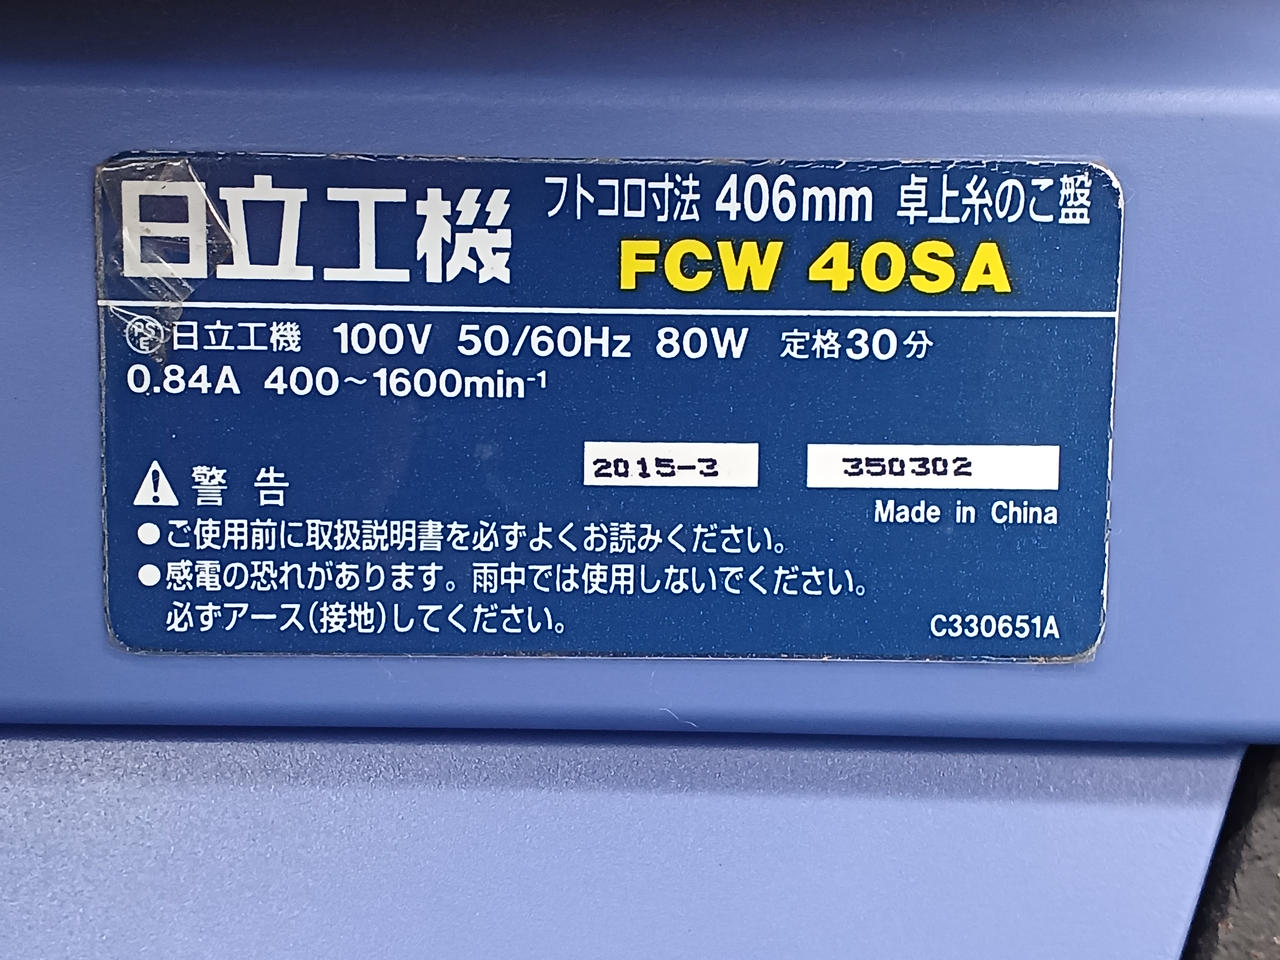 日立工機 フトコロ寸法 406mm 卓上糸のこ盤
FCW 40SA
PSE 日立工機 100V 50/60Hz 80W 定格30分
0.84A 400～1600min⁻¹
2015-3 350302
⚠警告 Made in China
●ご使用前に取扱説明書を必ずよくお読みください。
●感電の恐れがあります。雨中では使用しないでください。
必ずアース(接地)してください。 C330651A